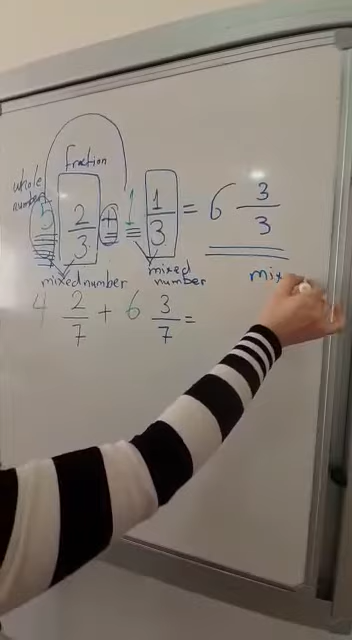 fraction
whole number
5 2/3 + 1 1/3 = 6 3/3
mixed number
mixed number
mix
4 2/7 + 6 3/7 =